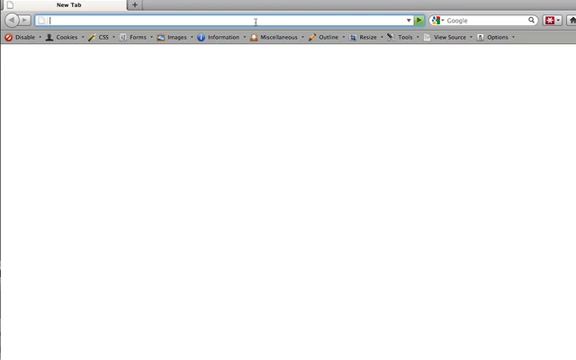 New Tab
Google
Disable Cookies CSS Forms Images Information Miscellaneous Outline Resize Tools View Source Options